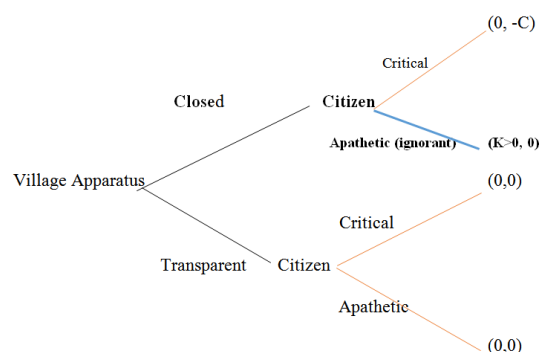 (0, -C)
Critical
Closed
Citizen
Apathetic (ignorant)
(K>0, 0)
Village Apparatus
(0,0)
Critical
Transparent
Citizen
Apathetic
(0,0)